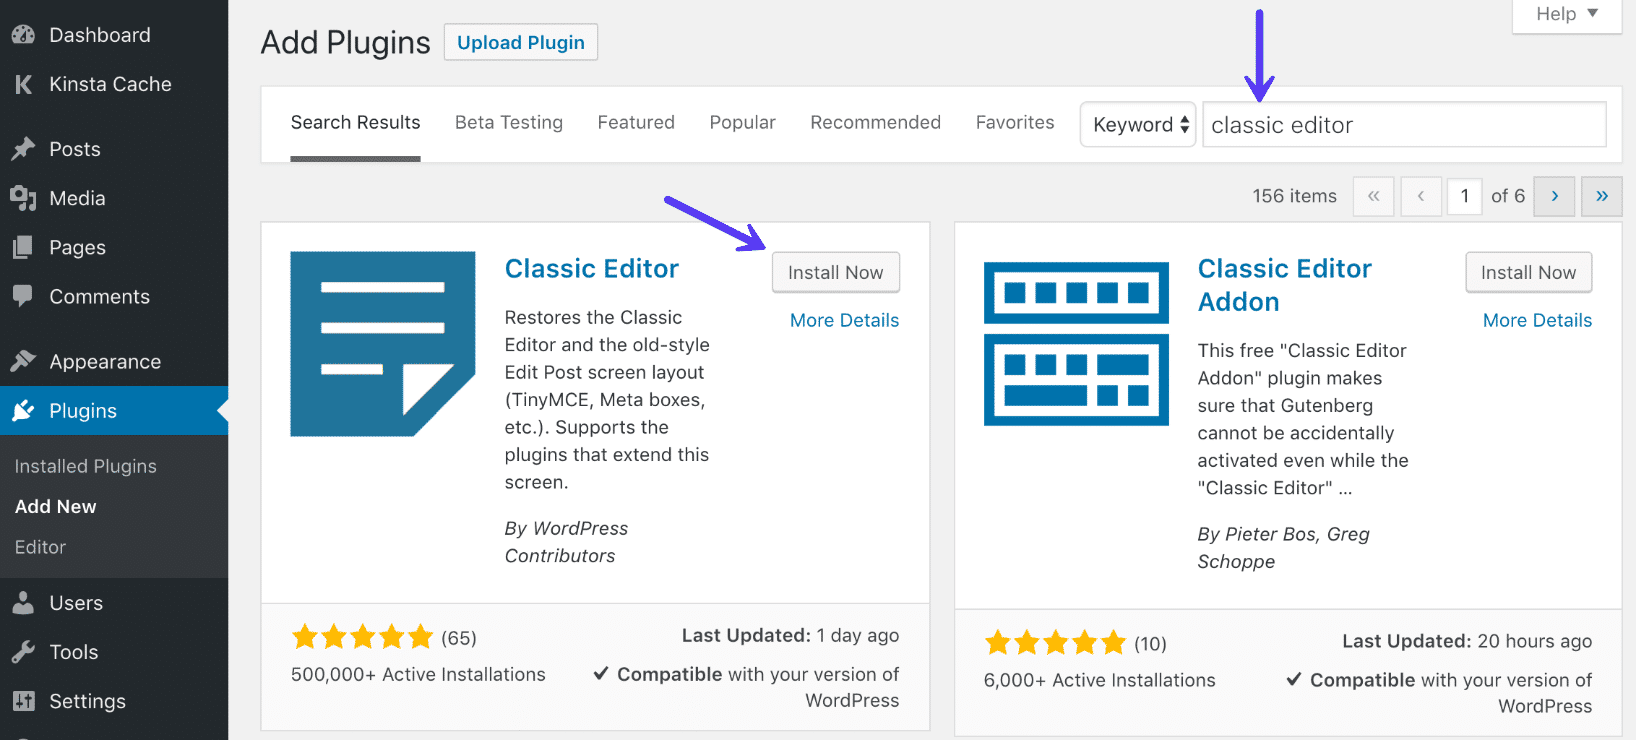 Dashboard
Kinsta Cache
Posts
Media
Pages
Comments
Appearance
Plugins
Installed Plugins
Add New
Editor
Users
Tools
Settings
Help ▼
Add Plugins Upload Plugin
Search Results Beta Testing Featured Popular Recommended Favorites Keyword classic editor
156 items « ‹ 1 of 6 › »
Classic Editor
Install Now
More Details
Restores the Classic
Editor and the old-style
Edit Post screen layout
(TinyMCE, Meta boxes,
etc.). Supports the
plugins that extend this
screen.
By WordPress
Contributors
(65)
500,000+ Active Installations
Last Updated: 1 day ago
✔ Compatible with your version of
WordPress
Classic Editor
Addon
Install Now
More Details
This free "Classic Editor
Addon" plugin makes
sure that Gutenberg
cannot be accidentally
activated even while the
"Classic Editor" ...
By Pieter Bos, Greg
Schoppe
(10)
6,000+ Active Installations
Last Updated: 20 hours ago
✔ Compatible with your version of
WordPress